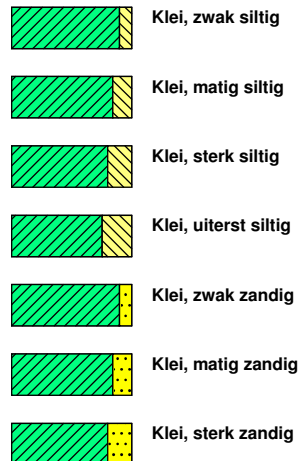 Klei, zwak siltig
Klei, matig siltig
Klei, sterk siltig
Klei, uiterst siltig
Klei, zwak zandig
Klei, matig zandig
Klei, sterk zandig